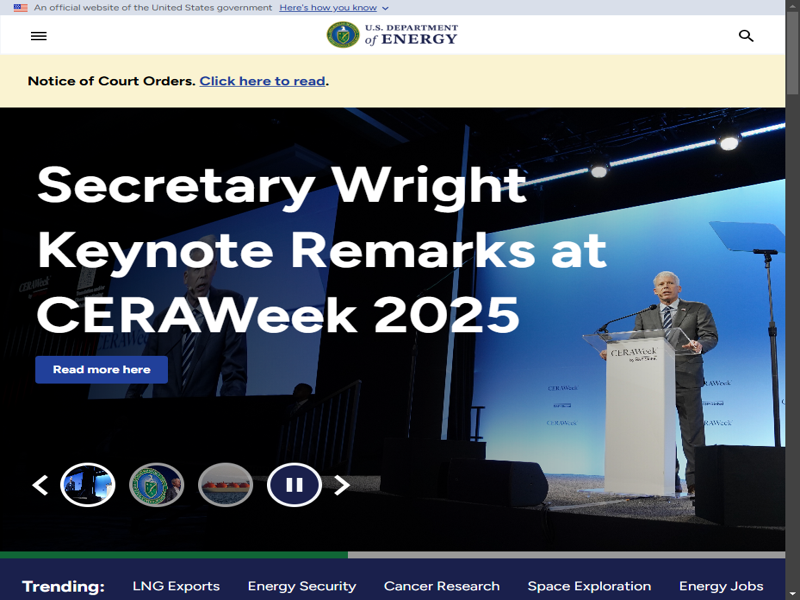 An official website of the United States government Here's how you know
U.S. DEPARTMENT
of ENERGY
Notice of Court Orders. Click here to read.
Secretary Wright
Keynote Remarks at
CERAWeek 2025
Read more here
CERAWeek
CERAWeek
CERAWeek
Trending: LNG Exports Energy Security Cancer Research Space Exploration Energy Jobs